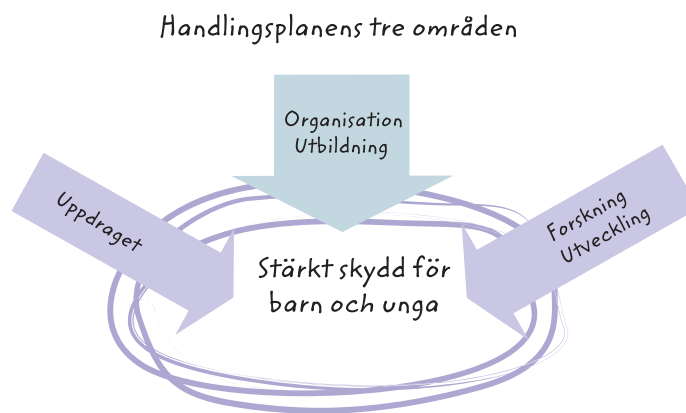 Handlingsplanens tre områden
Organisation
Utbildning
Uppdraget
Forskning
Utveckling
Stärkt skydd för
barn och unga